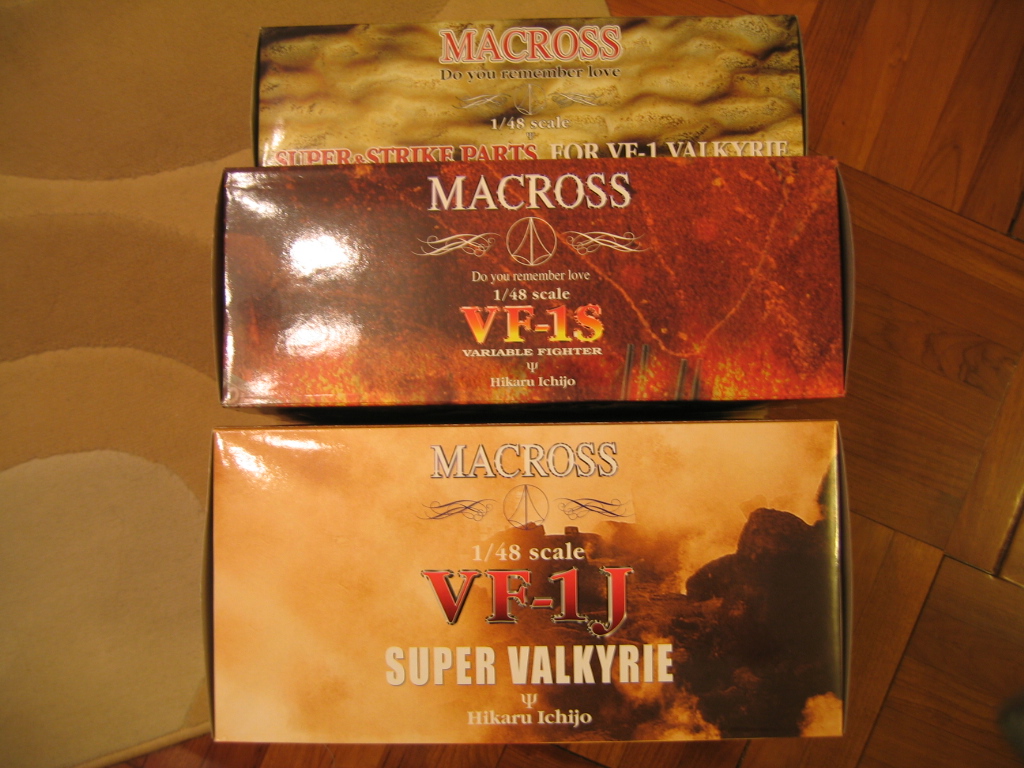 MACROSS
Do you remember love
1/48 scale
Ψ
SUPER&STRIKE PARTS FOR VF-1 VALKYRIE
MACROSS
Do you remember love
1/48 scale
VF-1S
VARIABLE FIGHTER
Ψ
Hikaru Ichijo
MACROSS
1/48 scale
VF-1J
SUPER VALKYRIE
Ψ
Hikaru Ichijo